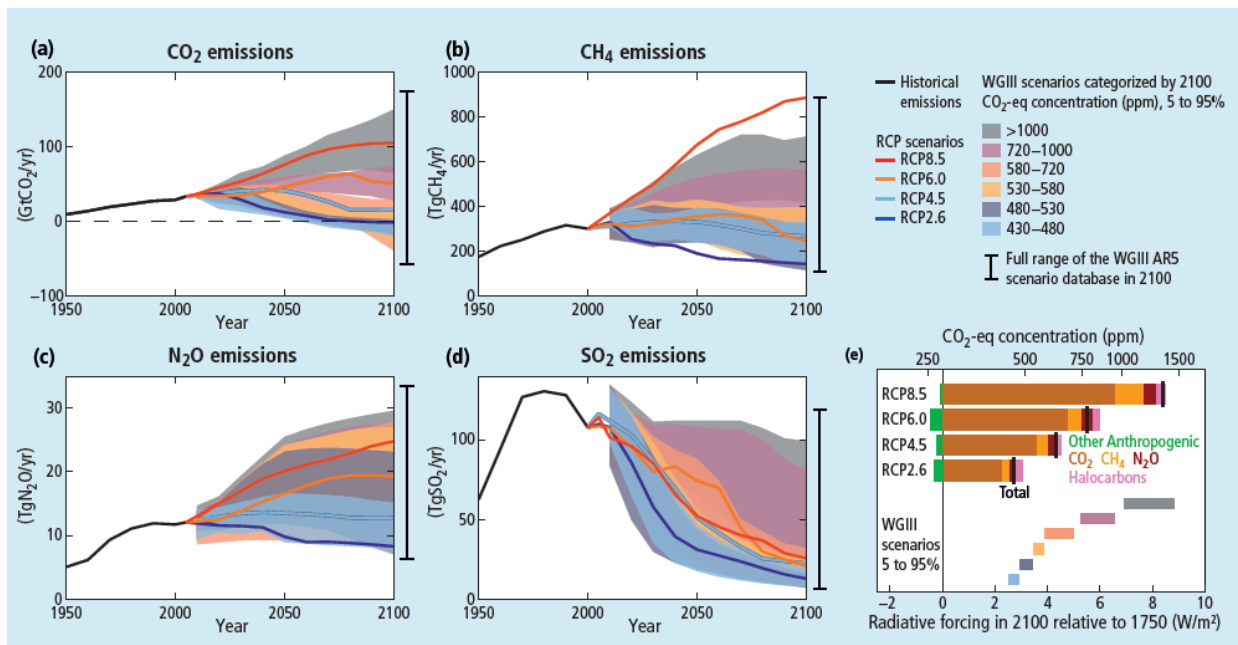 (a)
CO₂ emissions
200
100
0
−100
(GtCO₂/yr)
1950
2000
2050
2100
Year
(b)
CH₄ emissions
1000
800
600
400
200
0
(TgCH₄/yr)
1950
2000
2050
2100
Year
Historical
emissions
RCP scenarios
RCP8.5
RCP6.0
RCP4.5
RCP2.6
WGIII scenarios categorized by 2100
CO₂-eq concentration (ppm), 5 to 95%
>1000
720−1000
580−720
530−580
480−530
430−480
Full range of the WGIII AR5
scenario database in 2100
(c)
N₂O emissions
30
20
10
0
(TgN₂O/yr)
1950
2000
2050
2100
Year
(d)
SO₂ emissions
100
50
0
(TgSO₂/yr)
1950
2000
2050
2100
Year
CO₂-eq concentration (ppm)
(e)
250
500
750
1000
1500
RCP8.5
RCP6.0
RCP4.5
RCP2.6
Other Anthropogenic
CO₂ CH₄ N₂O
Halocarbons
Total
WGIII
scenarios
5 to 95%
−2
0
2
4
6
8
10
Radiative forcing in 2100 relative to 1750 (W/m²)